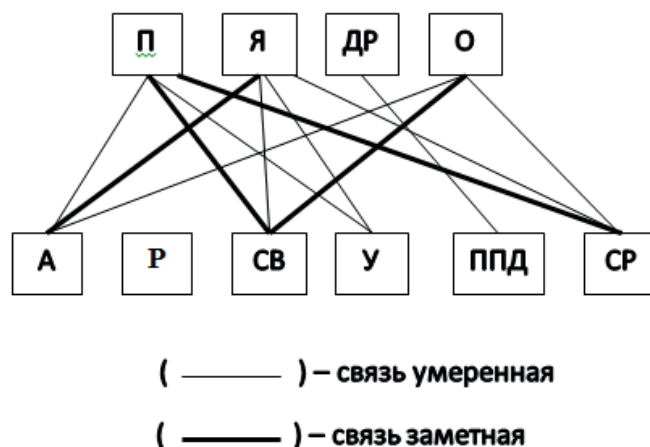 П Я ДР О
А Р СВ У ППД СР
( ) – связь умеренная
( ) – связь заметная